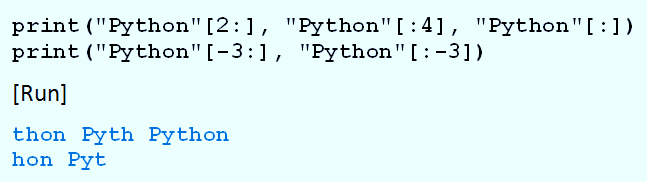 print("Python"[2:], "Python"[:4], "Python"[:])
print("Python"[-3:], "Python"[:-3])
[Run]
thon Pyth Python
hon Pyt